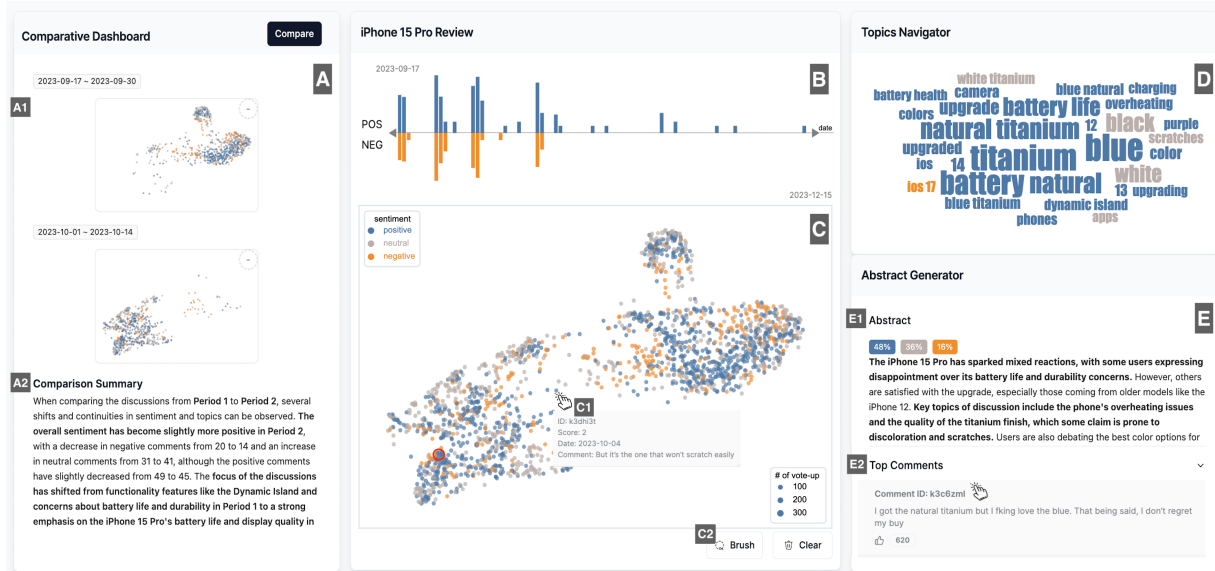 Comparative Dashboard
Compare
A
2023-09-17 ~ 2023-09-30
A1
2023-10-01 ~ 2023-10-14
A2
Comparison Summary
When comparing the discussions from Period 1 to Period 2, several
shifts and continuities in sentiment and topics can be observed. The
overall sentiment has become slightly more positive in Period 2,
with a decrease in negative comments from 20 to 14 and an increase
in neutral comments from 31 to 41, although the positive comments
have slightly decreased from 49 to 45. The focus of the discussions
has shifted from functionality features like the Dynamic Island and
concerns about battery life and durability in Period 1 to a strong
emphasis on the iPhone 15 Pro's battery life and display quality in
iPhone 15 Pro Review
B
2023-09-17
POS
NEG
date
2023-12-15
C
sentiment
positive
neutral
negative
C1
ID: k3dhi3t
Score: 2
Date: 2023-10-04
Comment: But it's the one that won't scratch easily
# of vote-up
100
200
300
C2
Brush
Clear
Topics Navigator
D
white titanium
battery health camera blue natural charging
colors upgrade battery life overheating
natural titanium 12 black purple
scratches
upgraded titanium blue color
ios 14 white
ios 17 battery natural 13 upgrading
blue titanium dynamic island
phones apps
Abstract Generator
E
E1 Abstract
48% 36% 16%
The iPhone 15 Pro has sparked mixed reactions, with some users expressing
disappointment over its battery life and durability concerns. However, others
are satisfied with the upgrade, especially those coming from older models like the
iPhone 12. Key topics of discussion include the phone's overheating issues
and the quality of the titanium finish, which some claim is prone to
discoloration and scratches. Users are also debating the best color options for
E2 Top Comments
Comment ID: k3c6zml
I got the natural titanium but I fking love the blue. That being said, I don't regret
my buy
620